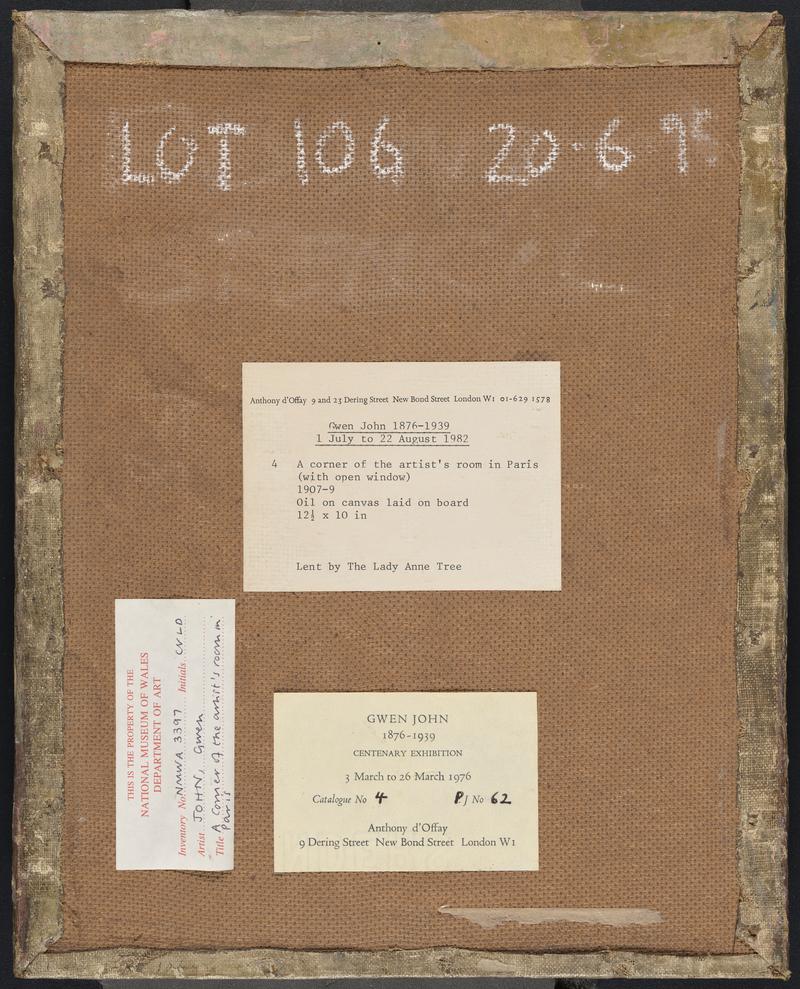 LOT 106 20·6·95
Anthony d'Offay 9 and 23 Dering Street New Bond Street London W1 01-629 1578
Gwen John 1876-1939
1 July to 22 August 1982
4 A corner of the artist's room in Paris
(with open window)
1907-9
Oil on canvas laid on board
12½ x 10 in
Lent by The Lady Anne Tree
THIS IS THE PROPERTY OF THE
NATIONAL MUSEUM OF WALES
DEPARTMENT OF ART
Inventory No. NMWA 3397 Initials
Artist JOHN, Gwen
Title A Corner of the artist's room in
Paris
GWEN JOHN
1876-1939
CENTENARY EXHIBITION
3 March to 26 March 1976
Catalogue No 4 PJ No 62
Anthony d'Offay
9 Dering Street New Bond Street London W1